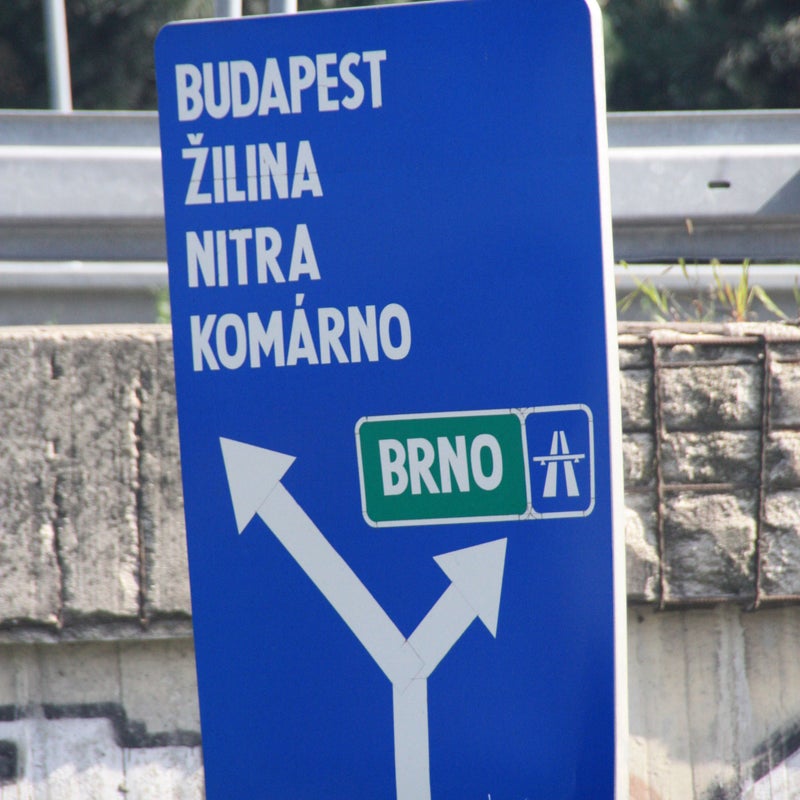 BUDAPEST
ŽILINA
NITRA
KOMÁRNO
BRNO